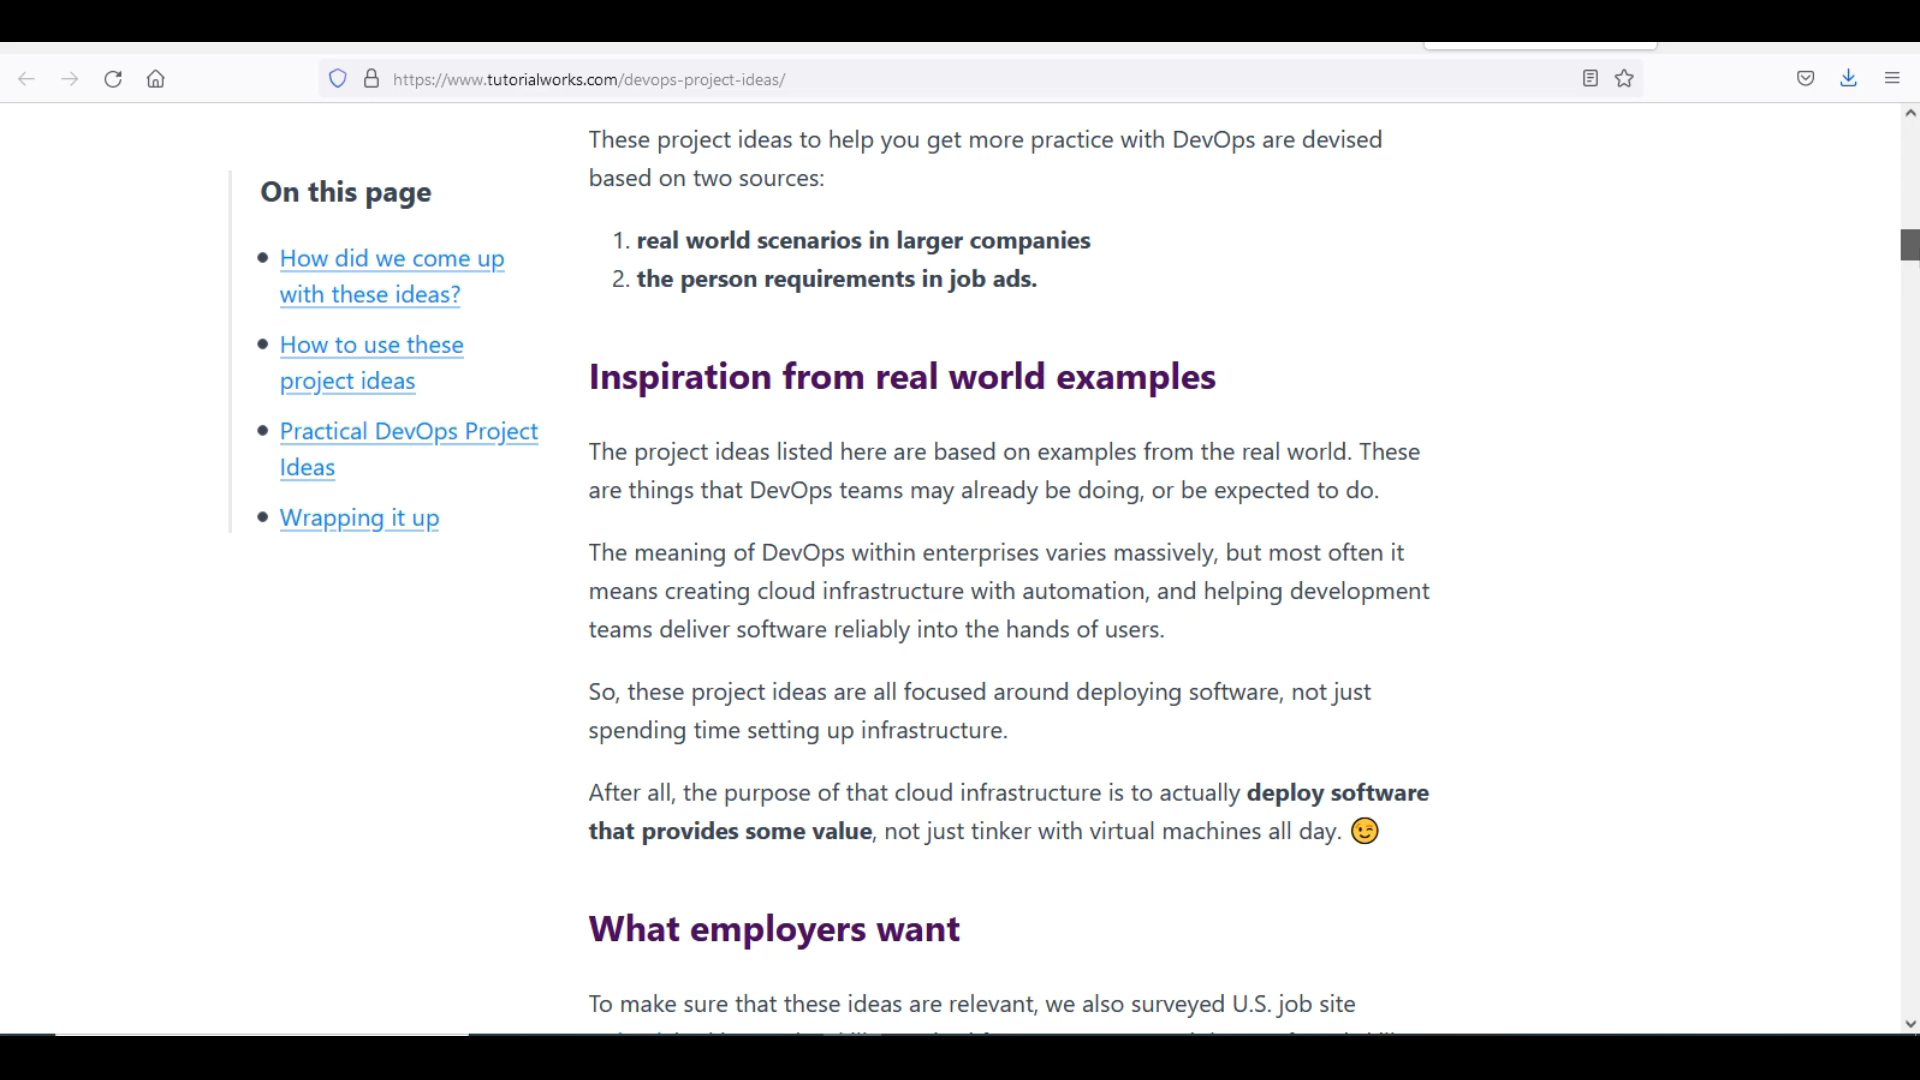 https://www.tutorialworks.com/devops-project-ideas/
On this page
How did we come up
with these ideas?
How to use these
project ideas
Practical DevOps Project
Ideas
Wrapping it up
These project ideas to help you get more practice with DevOps are devised
based on two sources:
1. real world scenarios in larger companies
2. the person requirements in job ads.
Inspiration from real world examples
The project ideas listed here are based on examples from the real world. These
are things that DevOps teams may already be doing, or be expected to do.
The meaning of DevOps within enterprises varies massively, but most often it
means creating cloud infrastructure with automation, and helping development
teams deliver software reliably into the hands of users.
So, these project ideas are all focused around deploying software, not just
spending time setting up infrastructure.
After all, the purpose of that cloud infrastructure is to actually deploy software
that provides some value, not just tinker with virtual machines all day. 😉
What employers want
To make sure that these ideas are relevant, we also surveyed U.S. job site